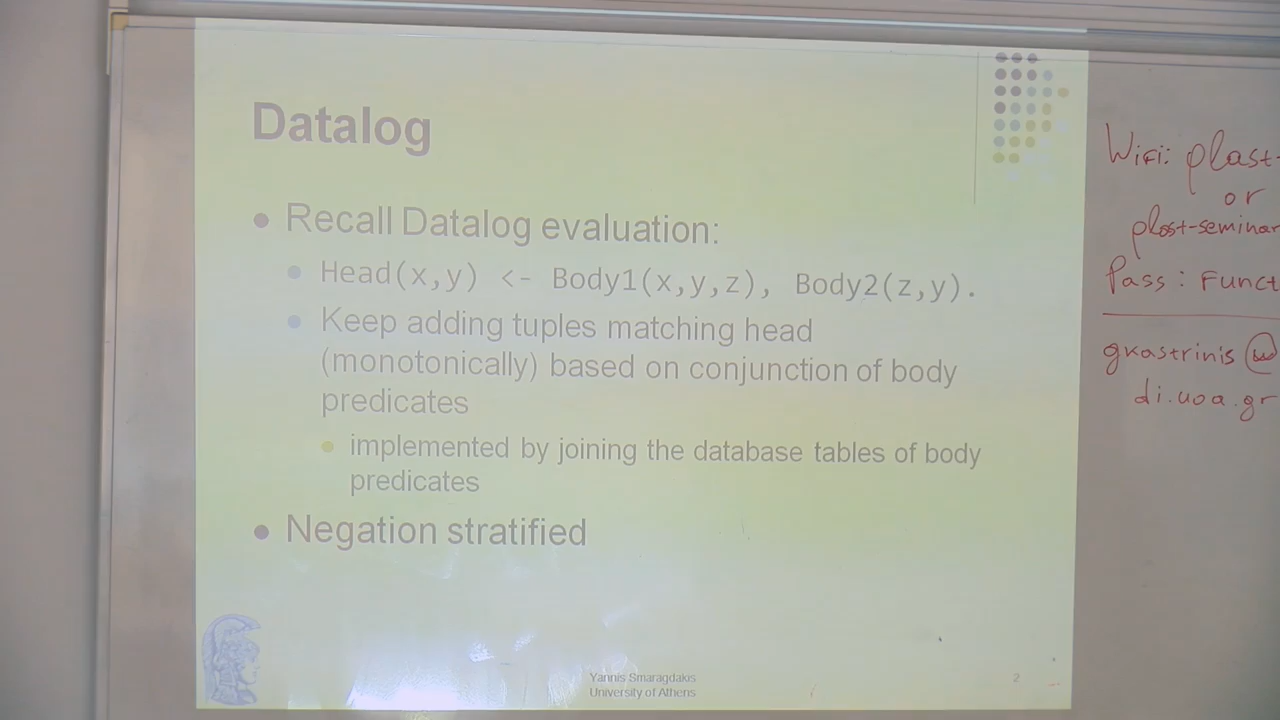 Datalog
Recall Datalog evaluation:
Head(x,y) <- Body1(x,y,z), Body2(z,y).
Keep adding tuples matching head
(monotonically) based on conjunction of body
predicates
implemented by joining the database tables of body
predicates
Negation stratified
Yannis Smaragdakis
University of Athens
2
WiFi: plast-
or
plast-seminar
Pass: Funct
gkastrinis@
di.uoa.gr